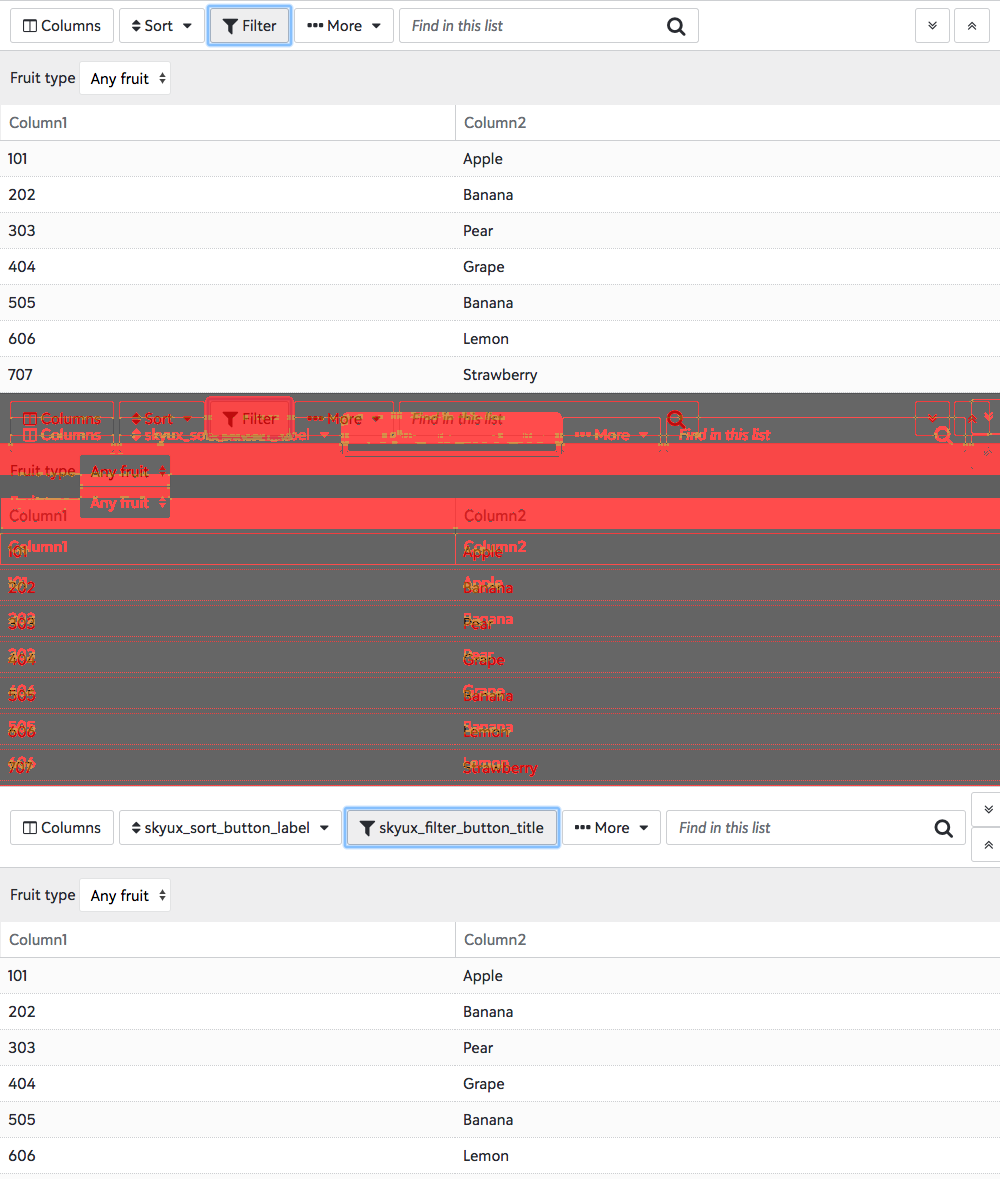 Columns Sort Filter More Find in this list
Fruit type Any fruit
Column1 Column2
101 Apple
202 Banana
303 Pear
404 Grape
505 Banana
606 Lemon
707 Strawberry
Columns Sort Filter More Find in this list
Columns More Find in this list
Fruit type Any fruit
Any fruit
Column1 Column2
Column1 Column2
Apple
202 Banana
Pear
404 Grape
505 Banana
606 Lemon
707 Strawberry
Columns skyux_sort_button_label skyux_filter_button_title More Find in this list
Fruit type Any fruit
Column1 Column2
101 Apple
202 Banana
303 Pear
404 Grape
505 Banana
606 Lemon